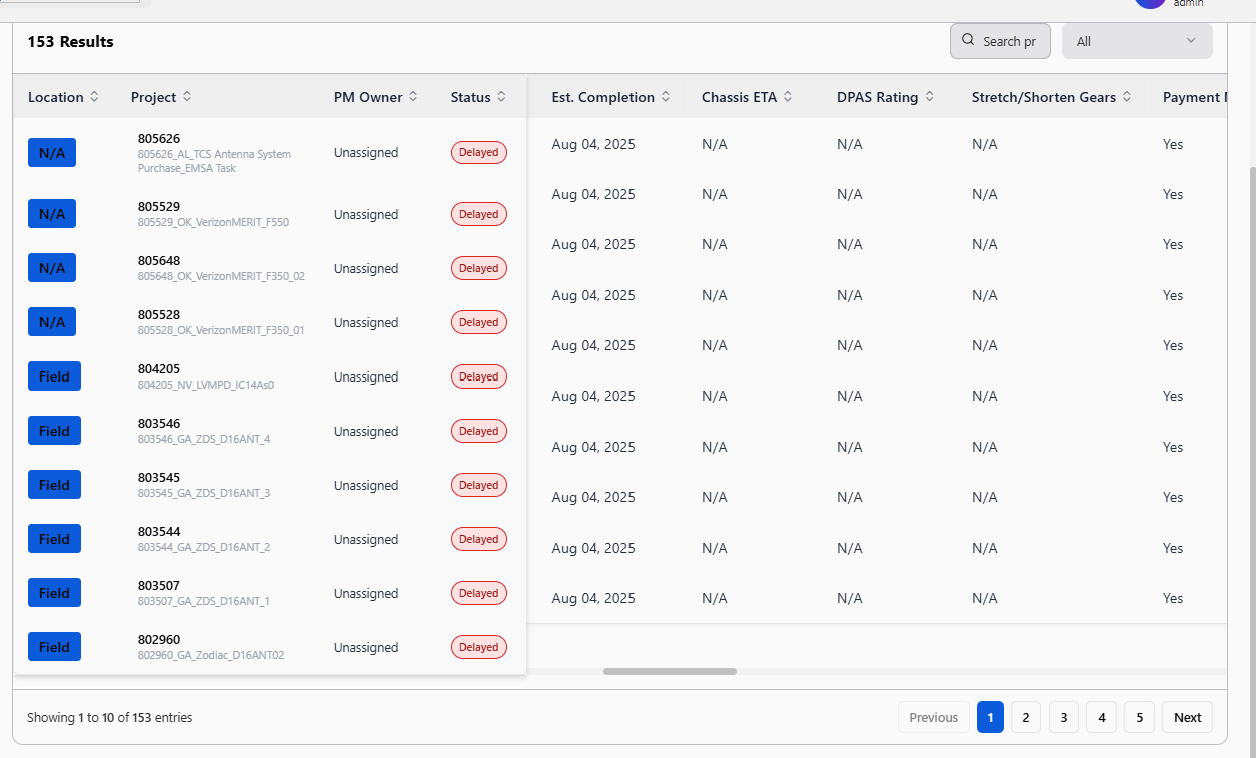 admin
153 Results
Search pr
All
Location Project PM Owner Status Est. Completion Chassis ETA DPAS Rating Stretch/Shorten Gears Payment
N/A 805626 Unassigned Delayed Aug 04, 2025 N/A N/A N/A Yes
805626_AL_TCS Antenna System
Purchase_EMSA Task
N/A 805529 Unassigned Delayed Aug 04, 2025 N/A N/A N/A Yes
805529_OK_VerizonMERIT_F550
N/A 805648 Unassigned Delayed Aug 04, 2025 N/A N/A N/A Yes
805648_OK_VerizonMERIT_F350_02
N/A 805528 Unassigned Delayed Aug 04, 2025 N/A N/A N/A Yes
805528_OK_VerizonMERIT_F350_01
Field 804205 Unassigned Delayed Aug 04, 2025 N/A N/A N/A Yes
804205_NV_LVMPD_IC14As0
Field 803546 Unassigned Delayed Aug 04, 2025 N/A N/A N/A Yes
803546_GA_ZDS_D16ANT_4
Field 803545 Unassigned Delayed Aug 04, 2025 N/A N/A N/A Yes
803545_GA_ZDS_D16ANT_3
Field 803544 Unassigned Delayed Aug 04, 2025 N/A N/A N/A Yes
803544_GA_ZDS_D16ANT_2
Field 803507 Unassigned Delayed Aug 04, 2025 N/A N/A N/A Yes
803507_GA_ZDS_D16ANT_1
Field 802960 Unassigned Delayed Aug 04, 2025 N/A N/A N/A Yes
802960_GA_Zodiac_D16ANT02
Showing 1 to 10 of 153 entries
Previous 1 2 3 4 5 Next